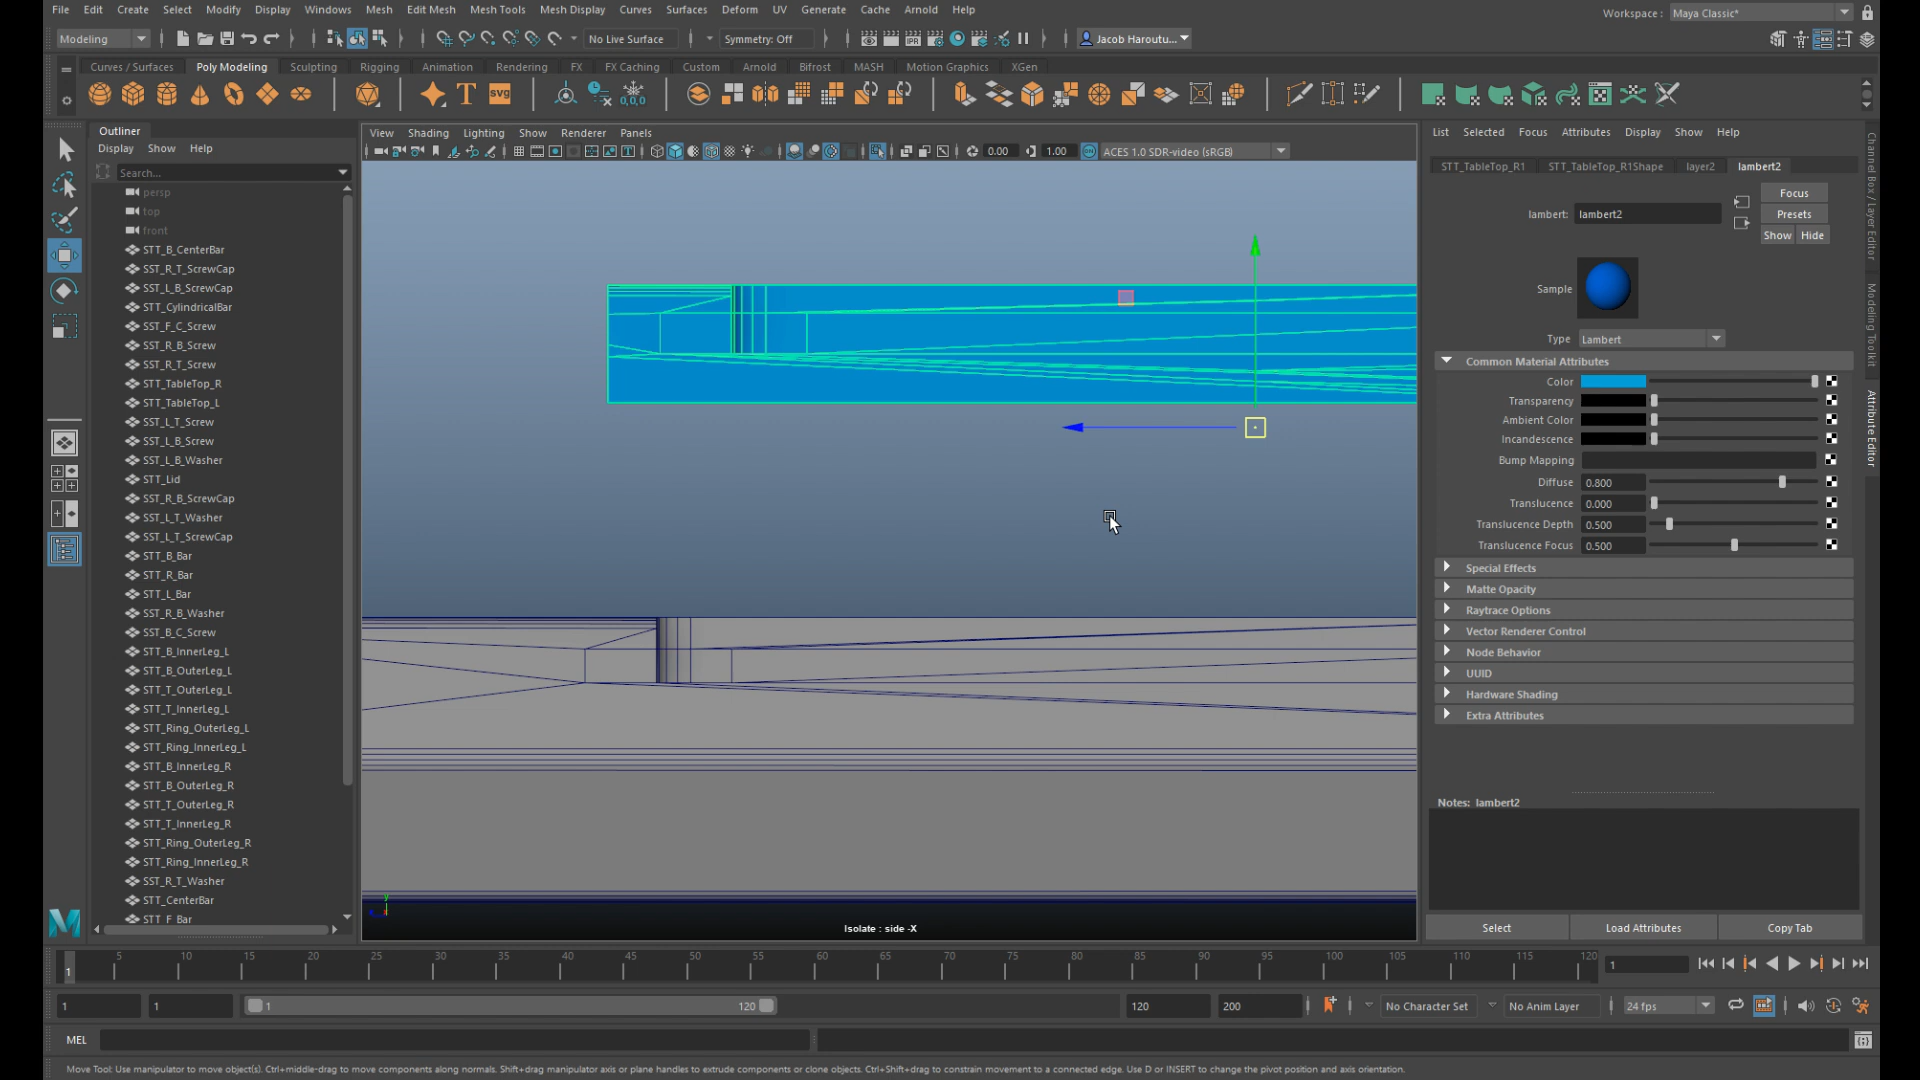 File Edit Create Select Modify Display Windows Mesh Edit Mesh Mesh Tools Mesh Display Curves Surfaces Deform UV Generate Cache Arnold Help
Workspace : Maya Classic*
Modeling No Live Surface Symmetry: Off Jacob Haroutu...
Curves / Surfaces Poly Modeling Sculpting Rigging Animation Rendering FX FX Caching Custom Arnold Bifrost MASH Motion Graphics XGen
T SVG 0,0,0
Outliner
Display Show Help
Search...
persp
top
front
STT_B_CenterBar
SST_R_T_ScrewCap
SST_L_B_ScrewCap
STT_CylindricalBar
SST_F_C_Screw
SST_R_B_Screw
SST_R_T_Screw
STT_TableTop_R
STT_TableTop_L
SST_L_T_Screw
SST_L_B_Screw
SST_L_B_Washer
STT_Lid
SST_R_B_ScrewCap
SST_L_T_Washer
SST_L_T_ScrewCap
STT_B_Bar
STT_R_Bar
STT_L_Bar
SST_R_B_Washer
SST_B_C_Screw
STT_B_InnerLeg_L
STT_B_OuterLeg_L
STT_T_OuterLeg_L
STT_T_InnerLeg_L
STT_Ring_OuterLeg_L
STT_Ring_InnerLeg_L
STT_B_InnerLeg_R
STT_B_OuterLeg_R
STT_T_OuterLeg_R
STT_T_InnerLeg_R
STT_Ring_OuterLeg_R
STT_Ring_InnerLeg_R
SST_R_T_Washer
STT_CenterBar
STT_F_Bar
View Shading Lighting Show Renderer Panels
0.00 1.00 ACES 1.0 SDR-video (sRGB)
y
Isolate : side -X
List Selected Focus Attributes Display Show Help
STT_TableTop_R1 STT_TableTop_R1Shape layer2 lambert2
Focus
lambert: lambert2
Presets
Show Hide
Sample
Type Lambert
Common Material Attributes
Color
Transparency
Ambient Color
Incandescence
Bump Mapping
Diffuse 0.800
Translucence 0.000
Translucence Depth 0.500
Translucence Focus 0.500
Special Effects
Matte Opacity
Raytrace Options
Vector Renderer Control
Node Behavior
UUID
Hardware Shading
Extra Attributes
Notes: lambert2
Select Load Attributes Copy Tab
Channel Box / Layer Editor
Modeling Toolkit
Attribute Editor
1 5 10 15 20 25 30 35 40 45 50 55 60 65 70 75 80 85 90 95 100 105 110 115 120 1
1 1 1 120 120 200 No Character Set No Anim Layer 24 fps
MEL
Move Tool: Use manipulator to move object(s). Ctrl+middle-drag to move components along normals. Shift+drag manipulator axis or plane handles to extrude components or clone objects. Ctrl+Shift+drag to constrain movement to a connected edge. Use D or INSERT to change the pivot position and axis orientation.